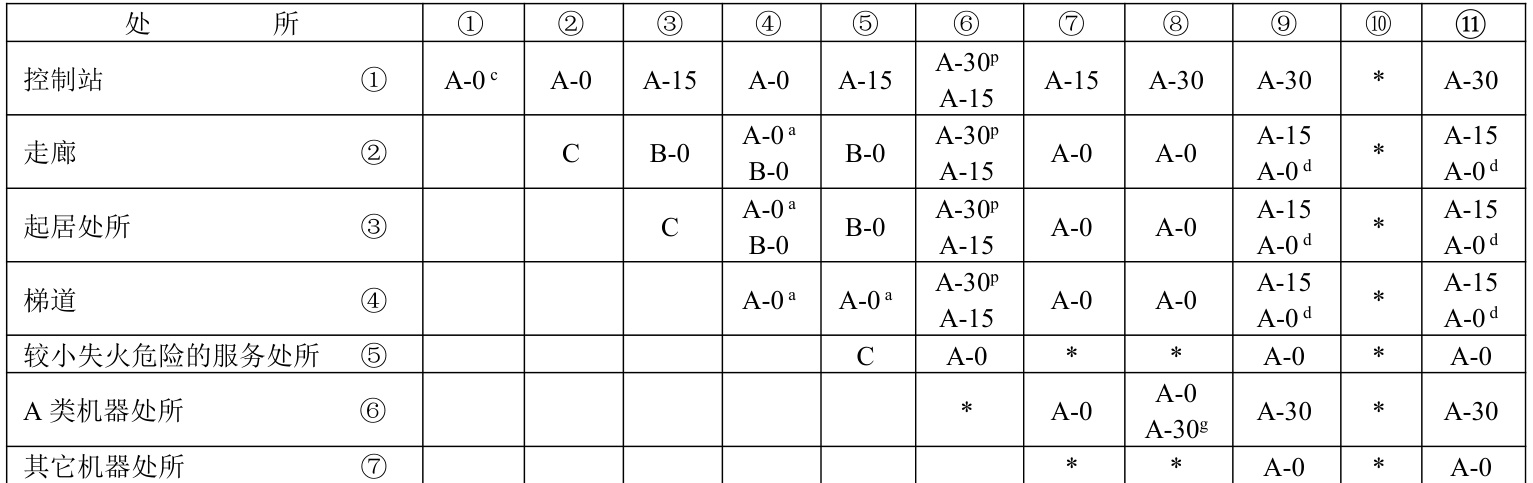 处 所 ① ② ③ ④ ⑤ ⑥ ⑦ ⑧ ⑨ ⑩ ⑪
控制站 ① A-0 c A-0 A-15 A-0 A-15 A-30p A-15 A-15 A-30 A-30 * A-30
走廊 ② C B-0 A-0 a B-0 B-0 A-30p A-15 A-0 A-0 A-15 A-0 d * A-15 A-0 d
起居处所 ③ C A-0 a B-0 B-0 A-30p A-15 A-0 A-0 A-15 A-0 d * A-15 A-0 d
梯道 ④ A-0 a A-0 a A-30p A-15 A-0 A-0 A-15 A-0 d * A-15 A-0 d
较小失火危险的服务处所 ⑤ C A-0 * * A-0 * A-0
A 类机器处所 ⑥ * A-0 A-0 A-30g A-30 * A-30
其它机器处所 ⑦ * * A-0 * A-0